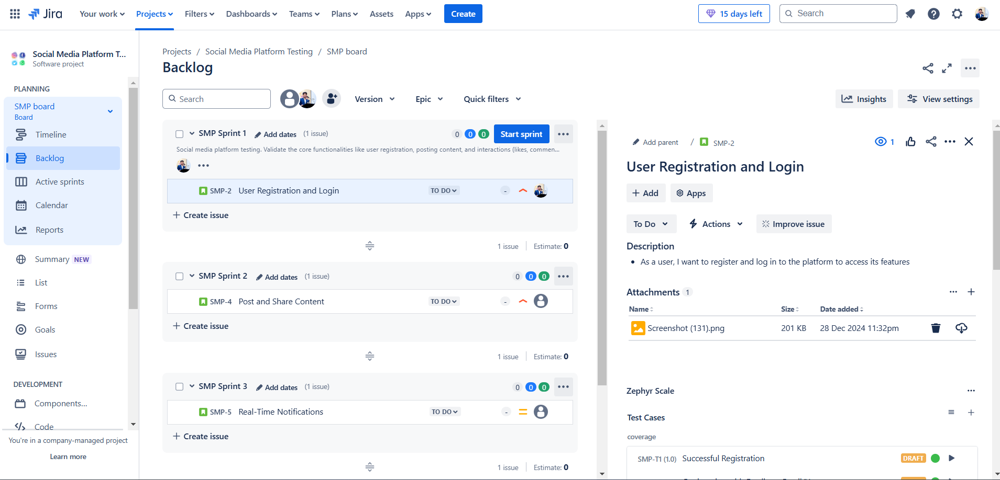 Jira
Your work
Projects
Filters
Dashboards
Teams
Plans
Assets
Apps
Create
15 days left
Search
Social Media Platform T...
Software project
PLANNING
SMP board
Board
Timeline
Backlog
Active sprints
Calendar
Reports
Summary NEW
List
Forms
Goals
Issues
DEVELOPMENT
Components...
Code
You're in a company-managed project
Learn more
Projects / Social Media Platform Testing / SMP board
Backlog
Search
Version
Epic
Quick filters
Insights
View settings
SMP Sprint 1 Add dates (1 issue) 0 0 0 Start sprint
Social media platform testing. Validate the core functionalities like user registration, posting content, and interactions (likes, commen...
SMP-2 User Registration and Login TO DO -
+ Create issue
1 issue Estimate: 0
SMP Sprint 2 Add dates (1 issue) 0 0 0
SMP-4 Post and Share Content TO DO -
+ Create issue
1 issue Estimate: 0
SMP Sprint 3 Add dates (1 issue) 0 0 0
SMP-5 Real-Time Notifications TO DO -
+ Create issue
1 issue Estimate: 0
Add parent / SMP-2
1
User Registration and Login
+ Add
Apps
To Do
Actions
Improve issue
Description
• As a user, I want to register and log in to the platform to access its features
Attachments 1
Name Size Date added
Screenshot (131).png 201 KB 28 Dec 2024 11:32pm
Zephyr Scale
Test Cases
coverage
SMP-T1 (1.0) Successful Registration DRAFT